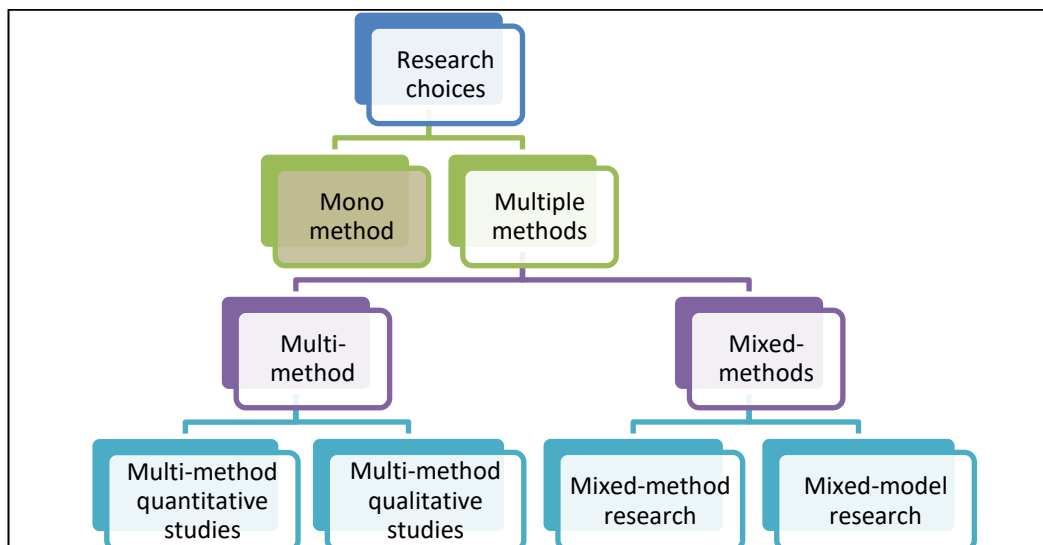 Research
choices
Mono
method
Multiple
methods
Multi-
method
Mixed-
methods
Multi-method
quantitative
studies
Multi-method
qualitative
studies
Mixed-method
research
Mixed-model
research